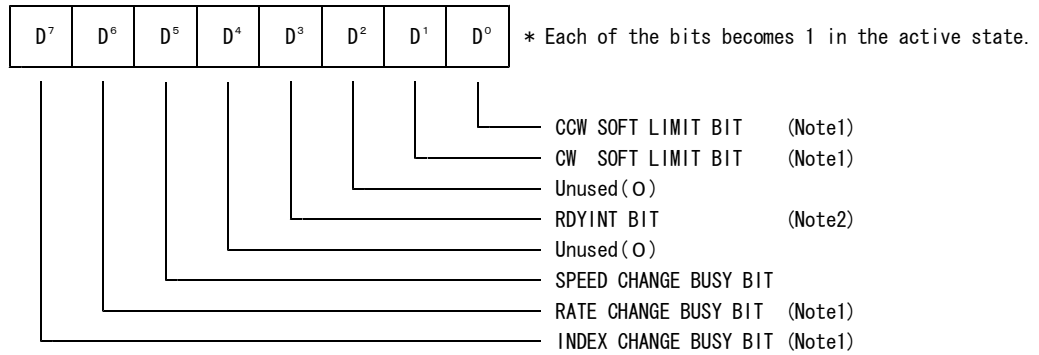 D⁷ D⁶ D⁵ D⁴ D³ D² D¹ D⁰ * Each of the bits becomes 1 in the active state.
CCW SOFT LIMIT BIT (Note1)
CW SOFT LIMIT BIT (Note1)
Unused(0)
RDYINT BIT (Note2)
Unused(0)
SPEED CHANGE BUSY BIT
RATE CHANGE BUSY BIT (Note1)
INDEX CHANGE BUSY BIT (Note1)